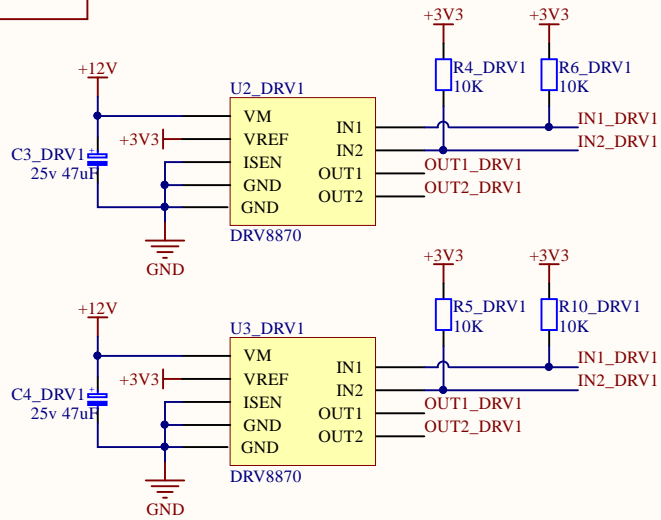 +3V3 +3V3
+12V
U2_DRV1
R4_DRV1 R6_DRV1
10K 10K
VM
+3V3 VREF
IN1 IN1_DRV1
C3_DRV1 + ISEN
IN2 IN2_DRV1
25v 47uF
GND
OUT1 OUT1_DRV1
GND
OUT2 OUT2_DRV1
DRV8870
GND
+3V3 +3V3
+12V
U3_DRV1
R5_DRV1 R10_DRV1
10K 10K
VM
+3V3 VREF
IN1 IN1_DRV1
C4_DRV1 + ISEN
IN2 IN2_DRV1
25v 47uF
GND
OUT1 OUT1_DRV1
GND
OUT2 OUT2_DRV1
DRV8870
GND